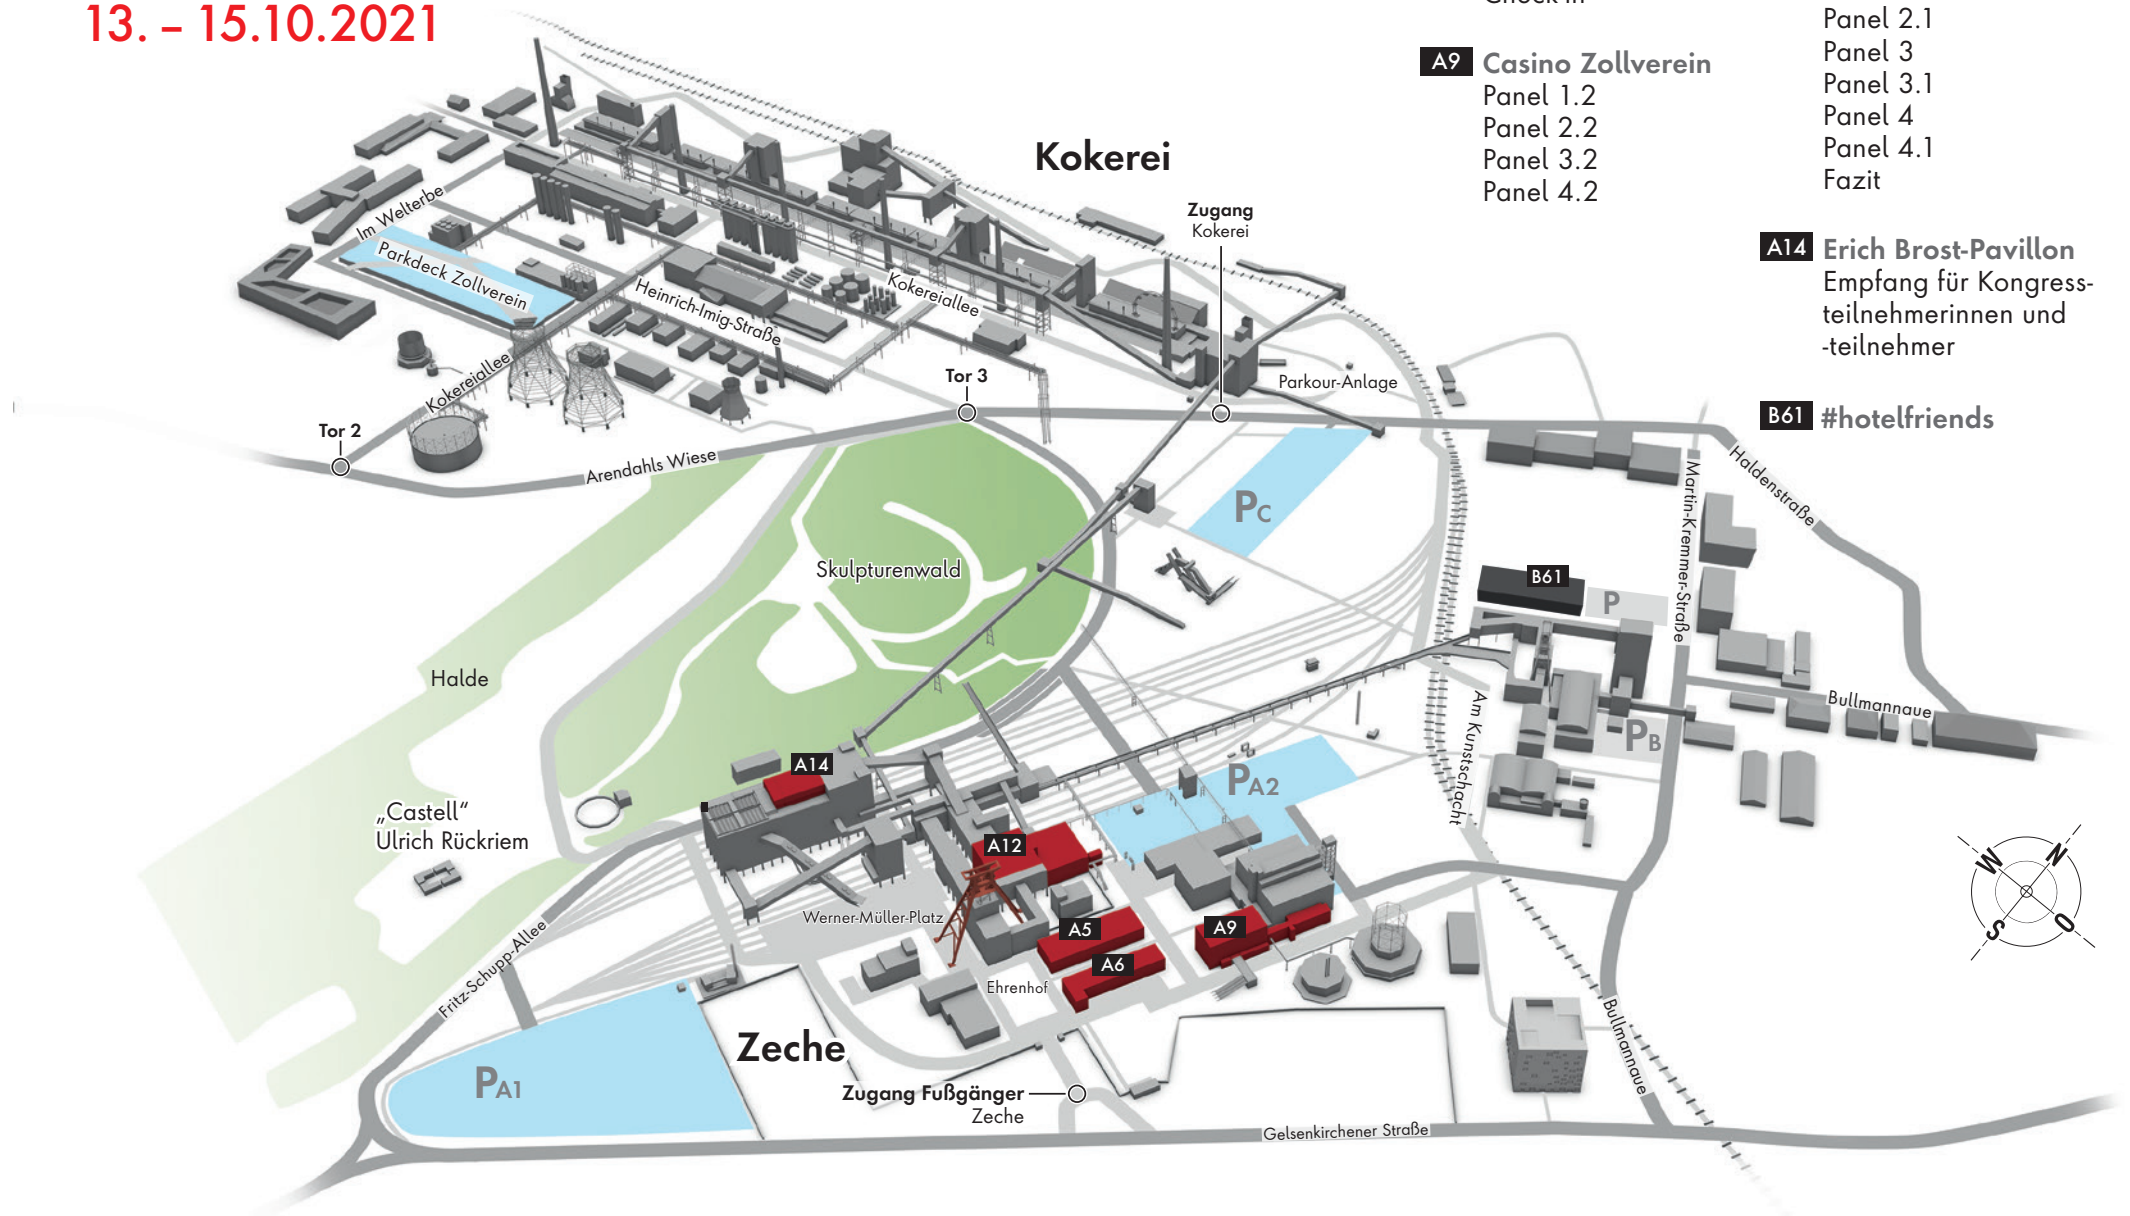 13. – 15.10.2021
A9 Casino Zollverein
Panel 1.2
Panel 2.2
Panel 3.2
Panel 4.2
Panel 2.1
Panel 3
Panel 3.1
Panel 4
Panel 4.1
Fazit
A14 Erich Brost-Pavillon
Empfang für Kongress-
teilnehmerinnen und
-teilnehmer
B61 #hotelfriends
Kokerei
Zugang
Kokerei
Im Welterbe
Parkdeck Zollverein
Heinrich-Imig-Straße
Kokereiallee
Kokereiallee
Tor 3
Parkour-Anlage
Tor 2
Arendahls Wiese
Haldenstraße
Martin-Kremmer-Straße
PC
Skulpturenwald
B61
P
Halde
Bullmannaue
Am Kunstschacht
PB
A14
PA2
„Castell“
Ulrich Rückriem
A12
W
N
S
O
Werner-Müller-Platz
A5
A9
A6
Fritz-Schupp-Allee
Ehrenhof
Zeche
Bullmannaue
PA1
Zugang Fußgänger
Zeche
Gelsenkirchener Straße